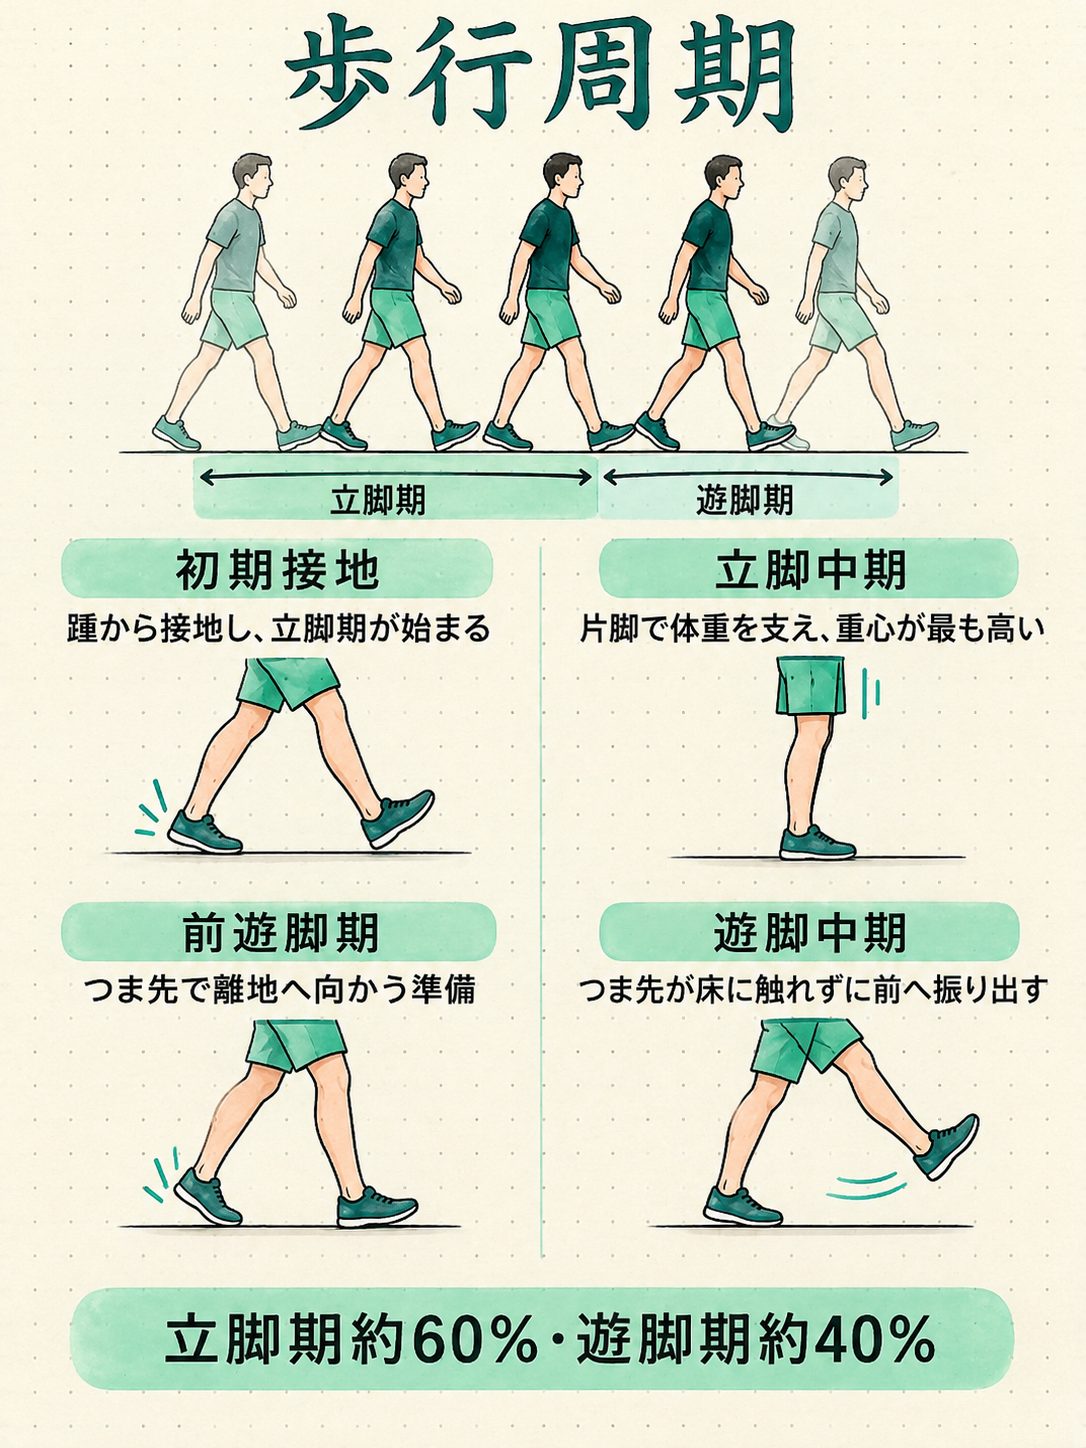 歩行周期
立脚期
遊脚期
初期接地
踵から接地し、立脚期が始まる
立脚中期
片脚で体重を支え、重心が最も高い
前遊脚期
つま先で離地へ向かう準備
遊脚中期
つま先が床に触れずに前へ振り出す
立脚期約60%・遊脚期約40%